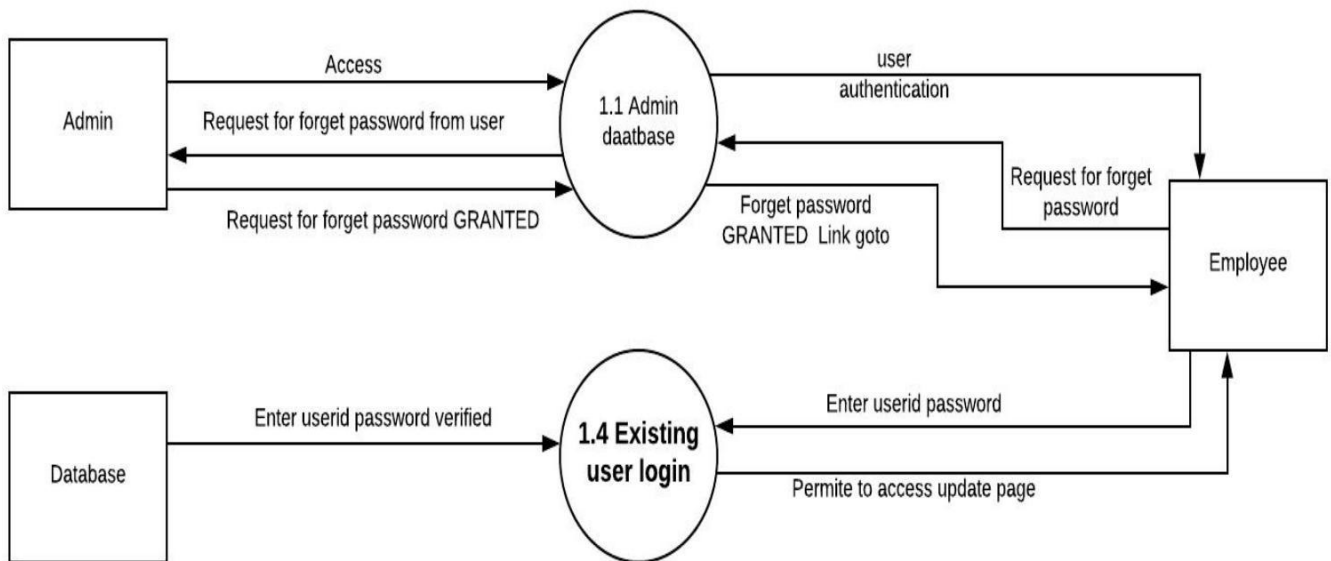 Admin
Access
Request for forget password from user
Request for forget password GRANTED
1.1 Admin
daatbase
user
authentication
Request for forget
password
Forget password
GRANTED Link goto
Employee
Database
Enter userid password verified
1.4 Existing
user login
Enter userid password
Permite to access update page